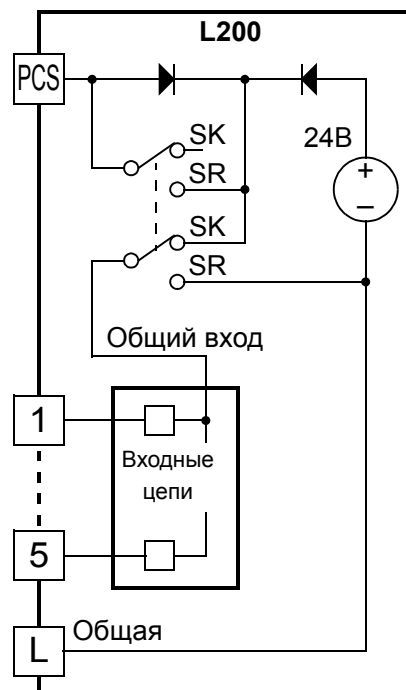 L200
PCS
SK
24В
SR
+
SK
–
SR
Общий вход
1
Входные
цепи
5
Общая
L